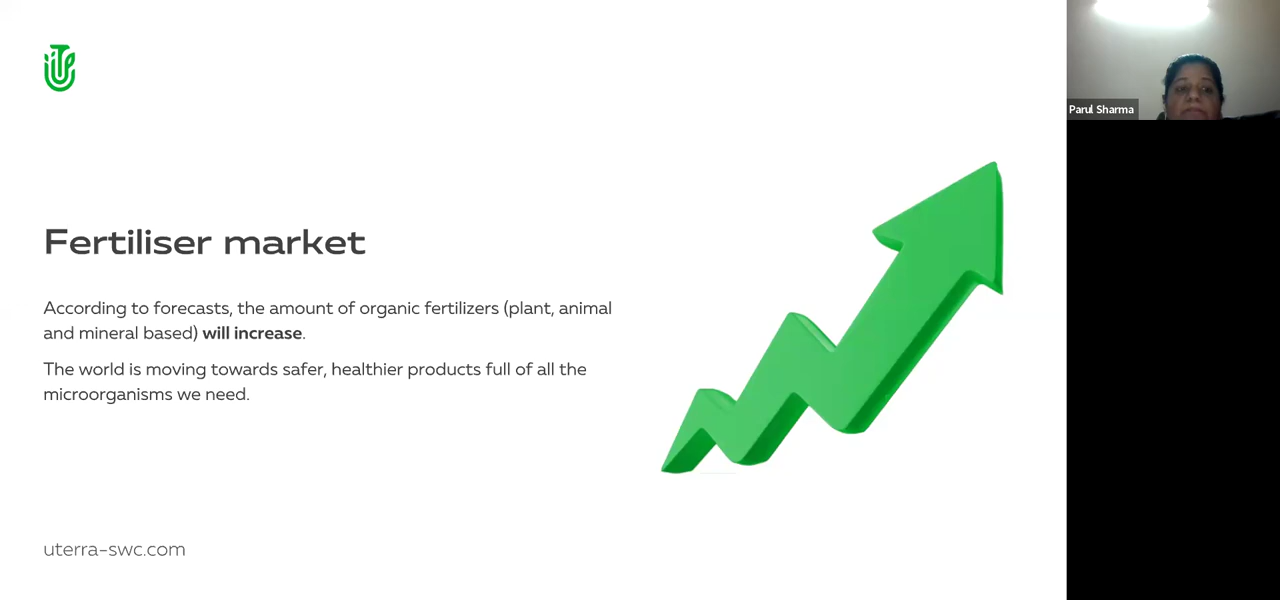 Parul Sharma
Fertiliser market
According to forecasts, the amount of organic fertilizers (plant, animal
and mineral based) will increase.
The world is moving towards safer, healthier products full of all the
microorganisms we need.
uterra-swc.com